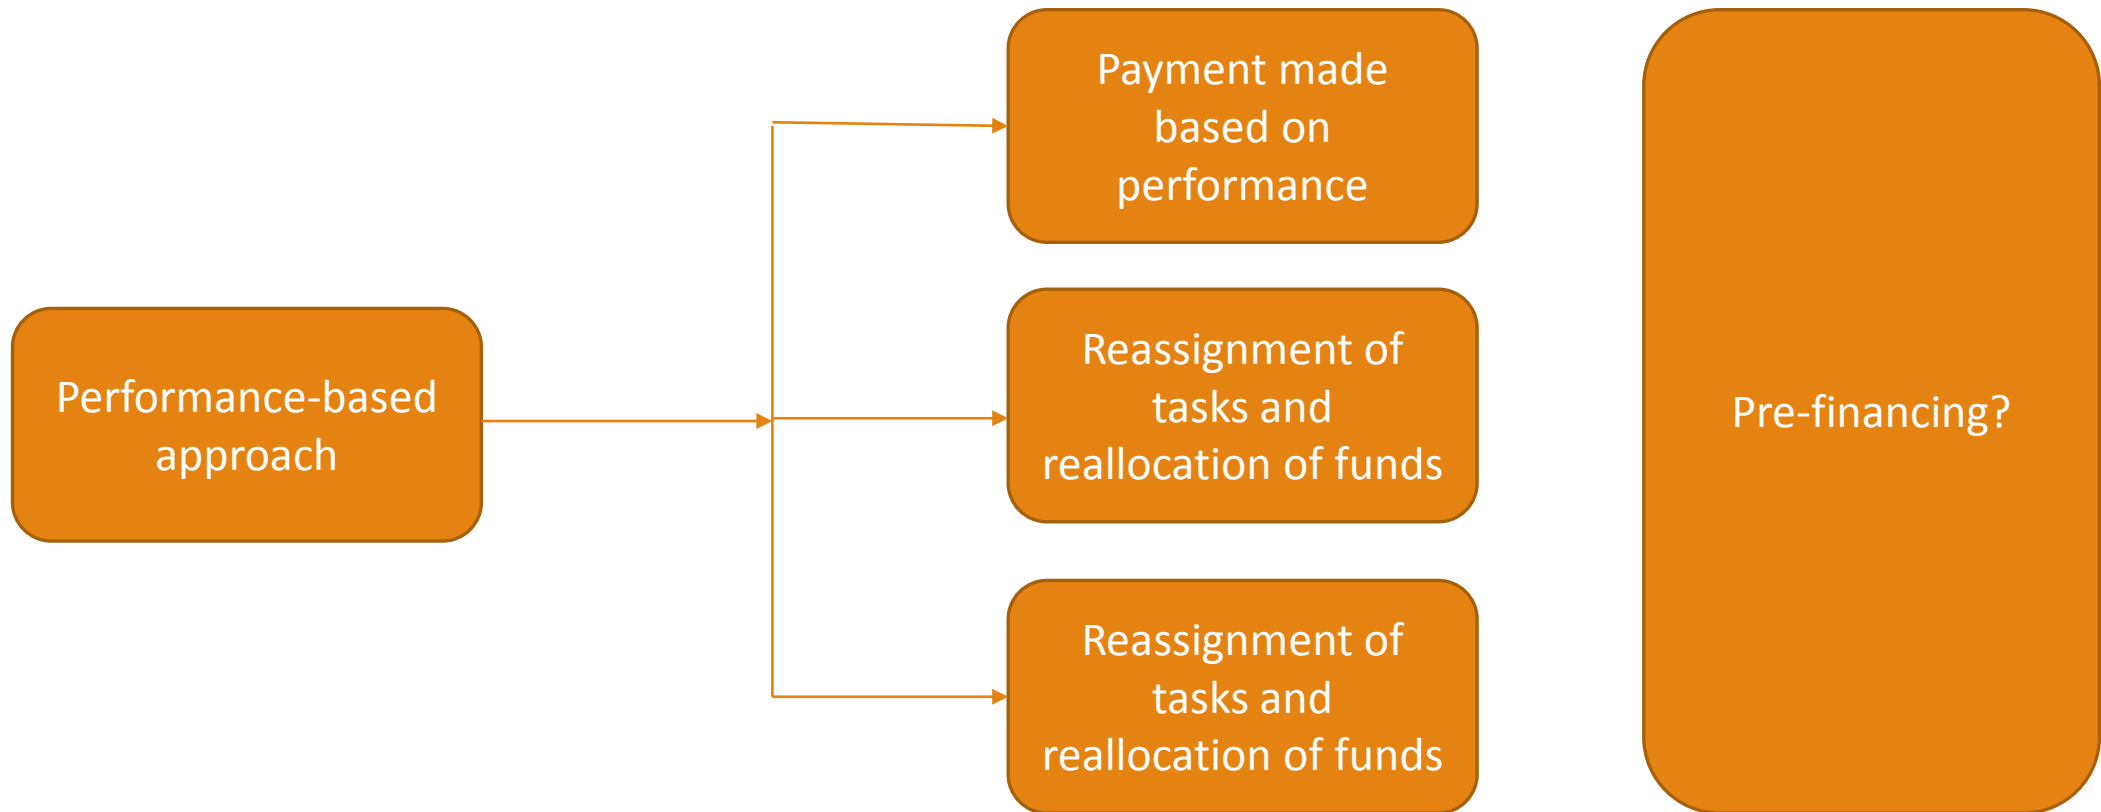 Performance-based
approach
Payment made
based on
performance
Reassignment of
tasks and
reallocation of funds
Reassignment of
tasks and
reallocation of funds
Pre-financing?